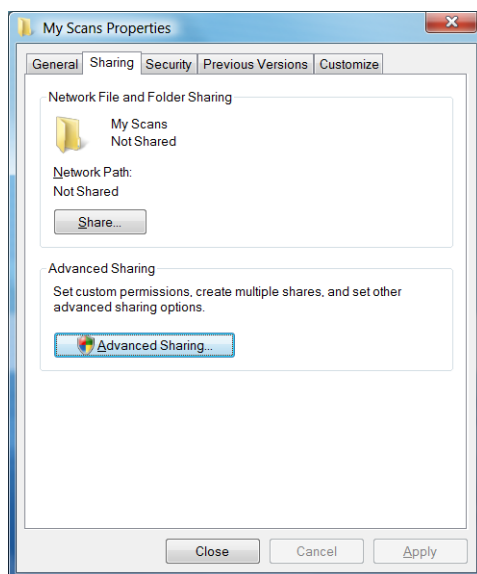 My Scans Properties
General Sharing Security Previous Versions Customize
Network File and Folder Sharing
My Scans
Not Shared
Network Path:
Not Shared
Share...
Advanced Sharing
Set custom permissions, create multiple shares, and set other
advanced sharing options.
Advanced Sharing...
Close Cancel Apply